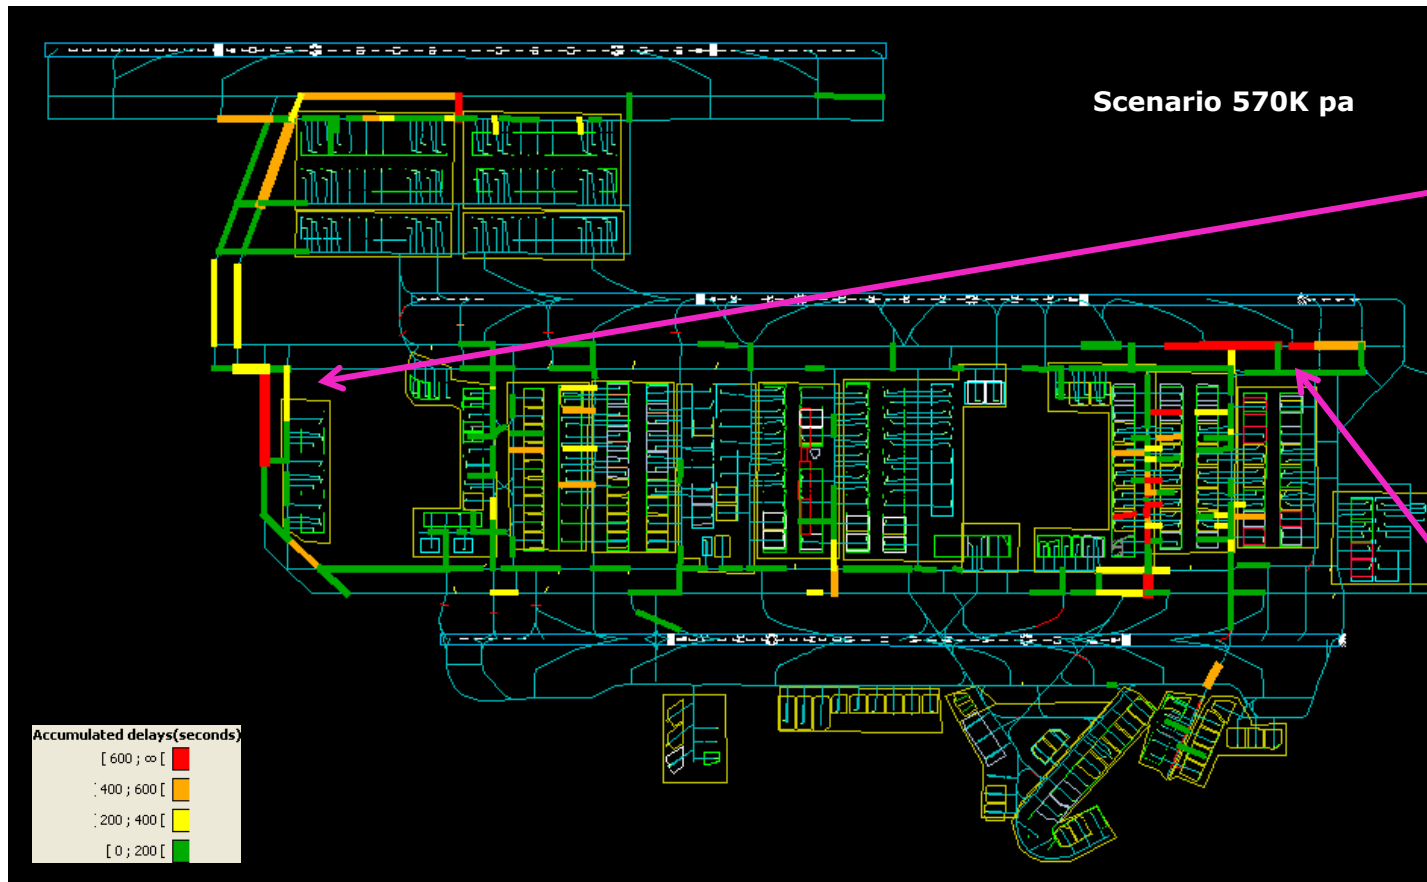 Scenario 570K pa
Accumulated delays(seconds)
[ 600 ; ∞ [
[ 400 ; 600 [
[ 200 ; 400 [
[ 0 ; 200 [